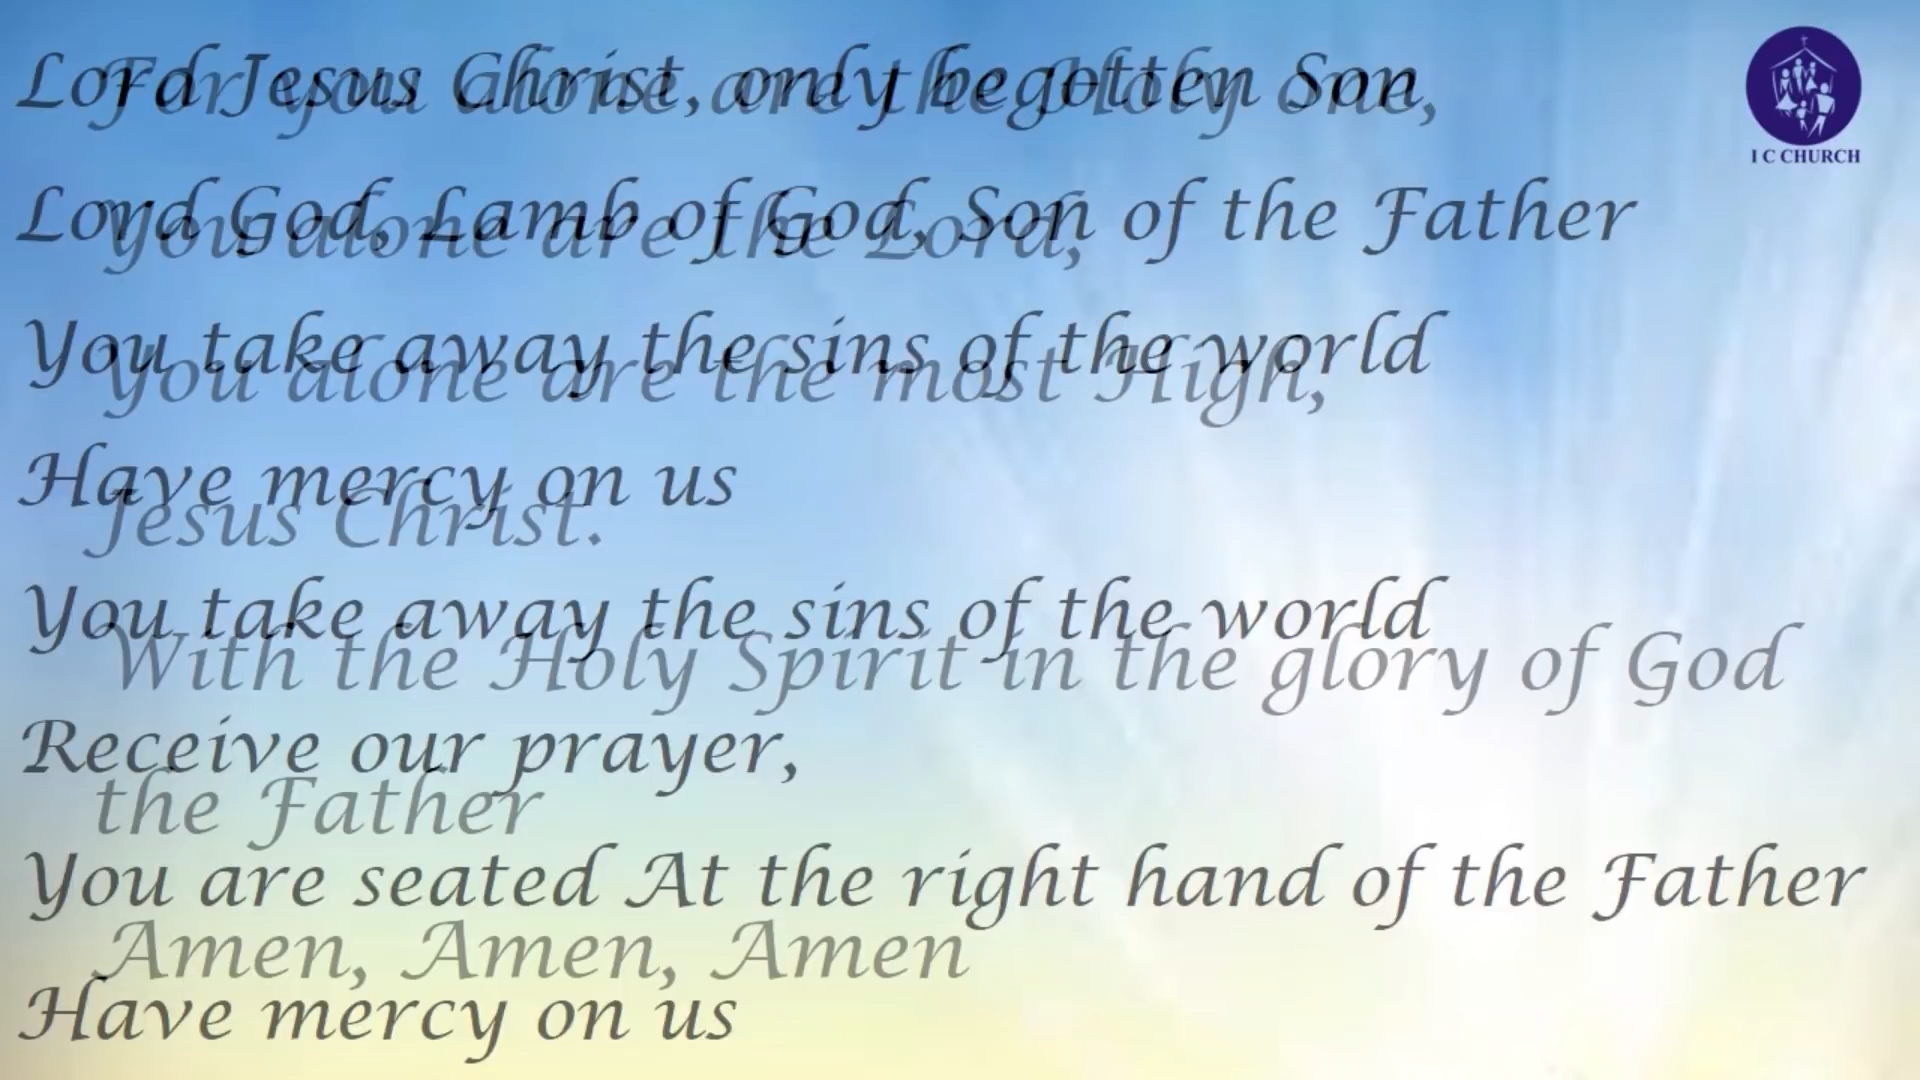 Lord Jesus Christ, only begotten Son,
Lord God, Lamb of God, Son of the Father
You take away the sins of the world
Have mercy on us
You take away the sins of the world
Receive our prayer,
You are seated At the right hand of the Father
Have mercy on us
For you alone are the Holy one,
You alone are the Lord,
You alone are the most High,
Jesus Christ.
With the Holy Spirit in the glory of God
the Father
Amen, Amen, Amen
I C CHURCH